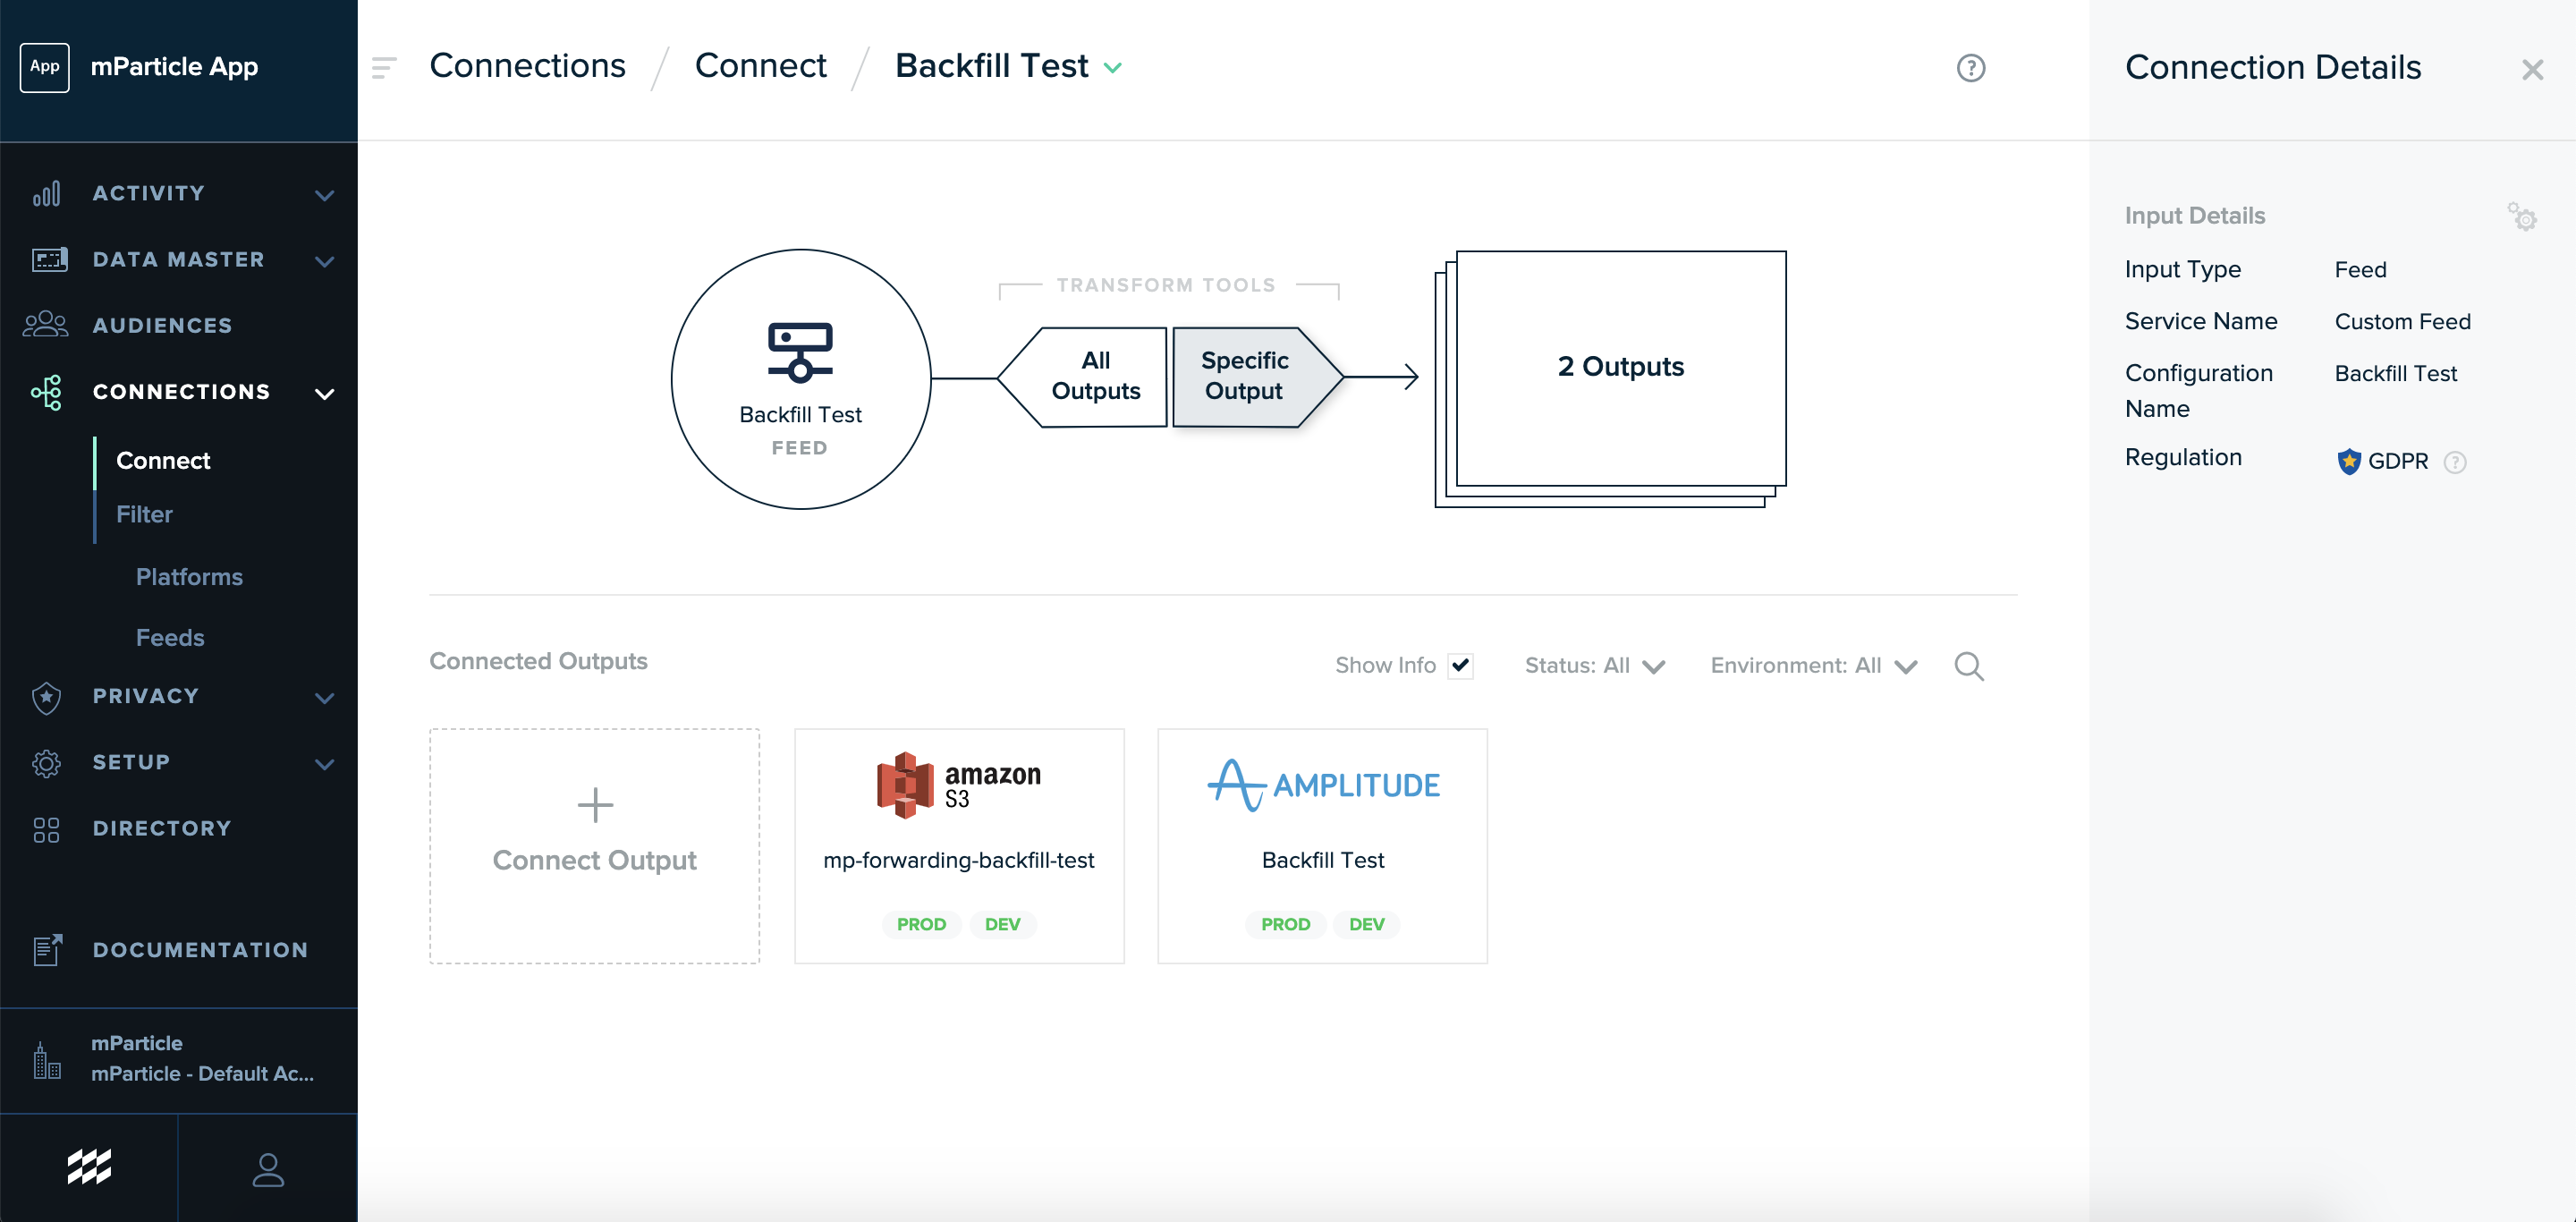 App
mParticle App
ACTIVITY
DATA MASTER
AUDIENCES
CONNECTIONS
Connect
Filter
Platforms
Feeds
PRIVACY
SETUP
DIRECTORY
DOCUMENTATION
mParticle
mParticle - Default Ac...
Connections / Connect / Backfill Test
?
TRANSFORM TOOLS
Backfill Test
FEED
All
Outputs
Specific
Output
2 Outputs
Connected Outputs
Show Info
Status: All
Environment: All
Connect Output
amazon
S3
mp-forwarding-backfill-test
PROD DEV
AMPLITUDE
Backfill Test
PROD DEV
Connection Details
Input Details
Input Type Feed
Service Name Custom Feed
Configuration Backfill Test
Name
Regulation GDPR ?